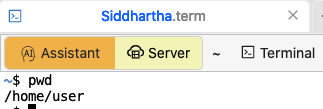 Siddhartha.term
Assistant Server ~ Terminal
~$ pwd
/home/user